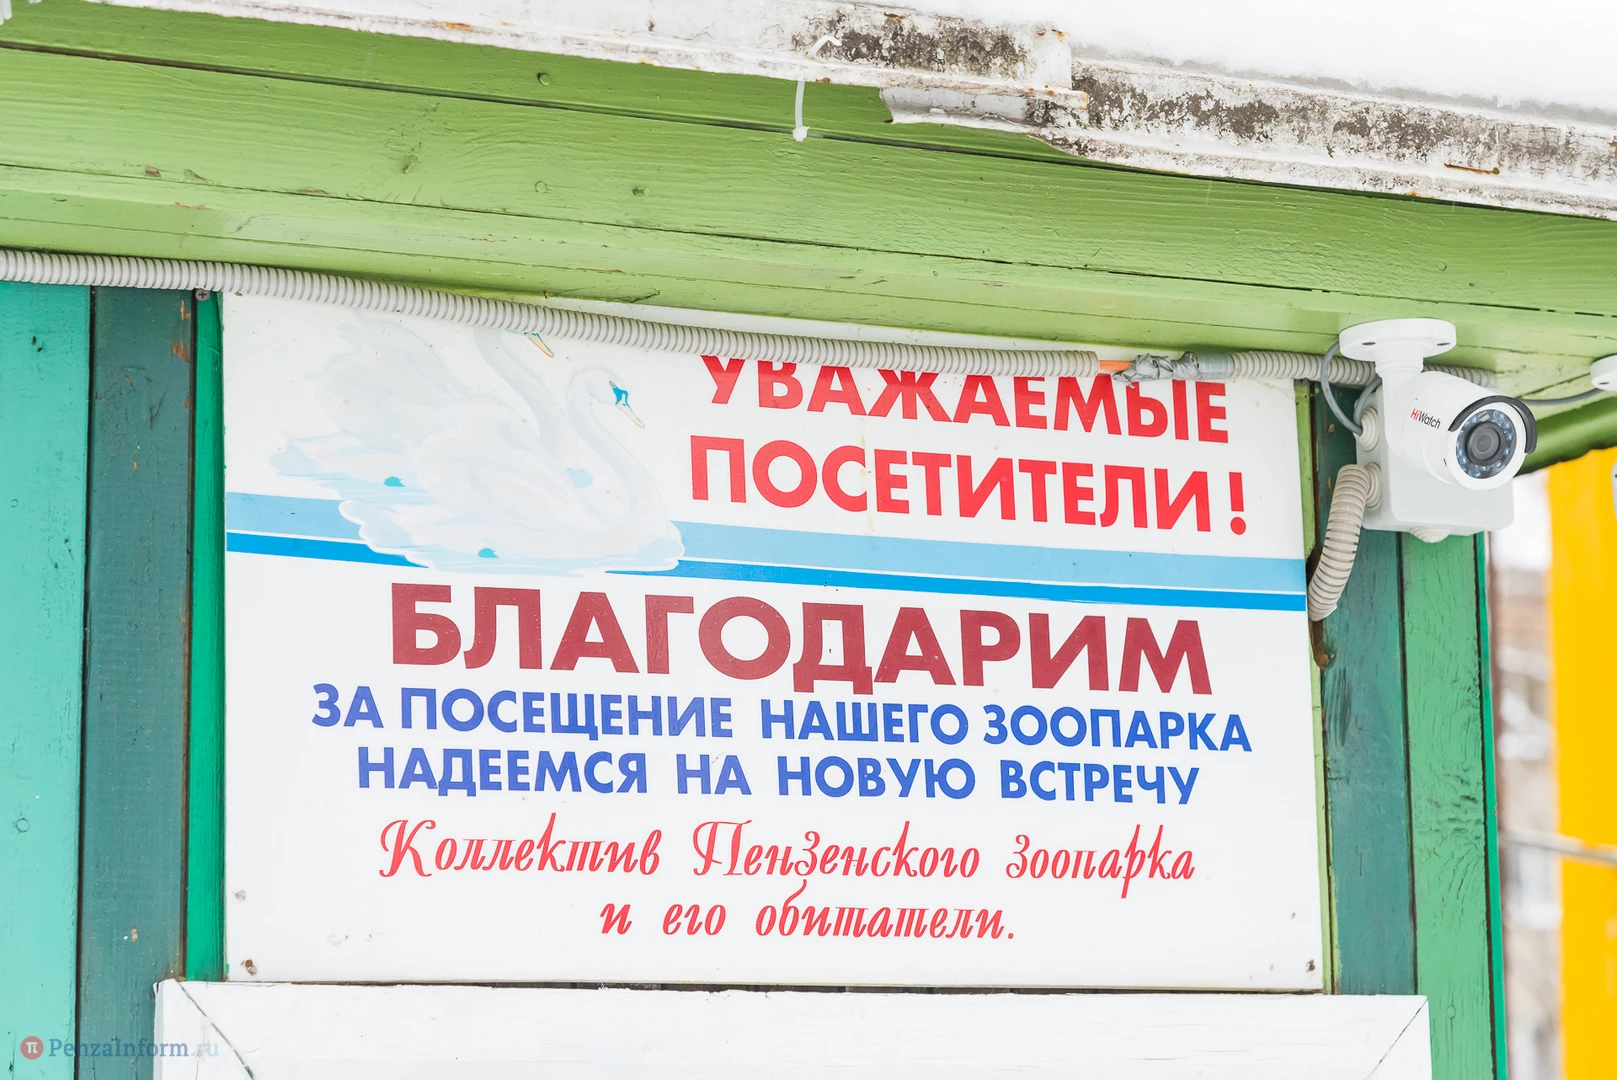 УВАЖАЕМЫЕ
ПОСЕТИТЕЛИ!
БЛАГОДАРИМ
ЗА ПОСЕЩЕНИЕ НАШЕГО ЗООПАРКА
НАДЕЕМСЯ НА НОВУЮ ВСТРЕЧУ
Коллектив Пензенского зоопарка
и его обитатели.
HiWatch
PenzaInform.ru